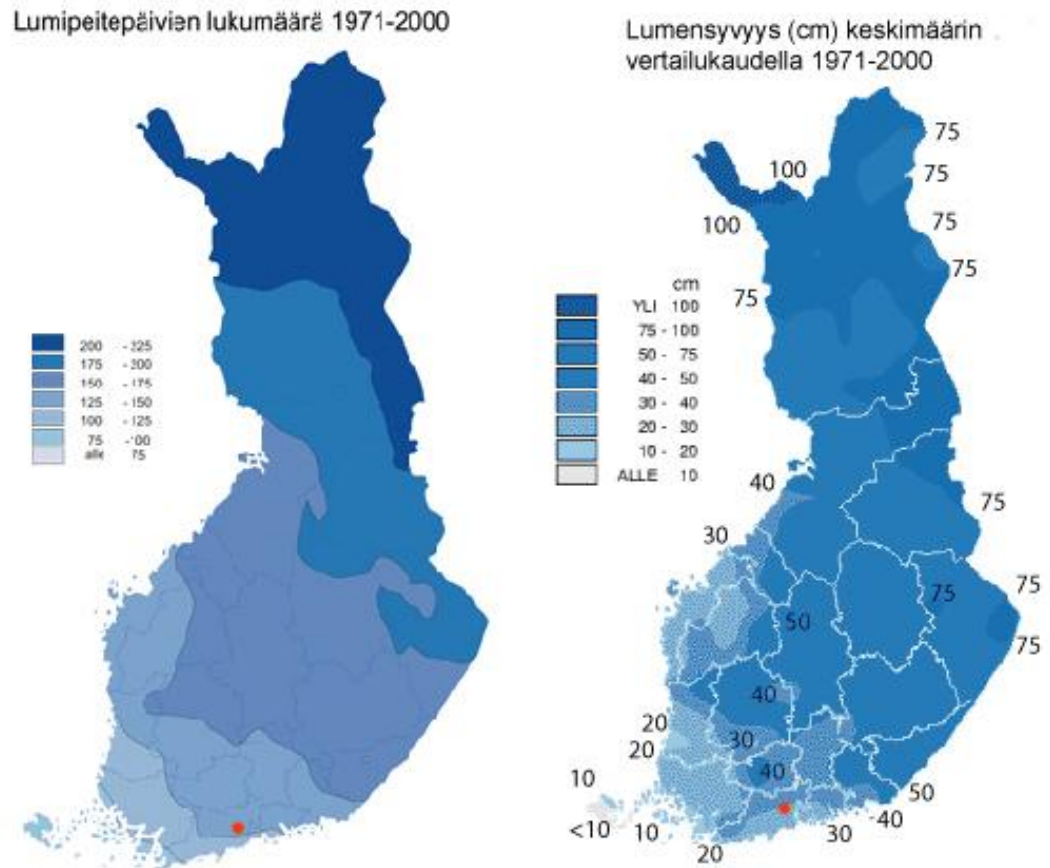 Lumipeitepäivien lukumäärä 1971-2000
200 -225
175 -200
150 -175
125 -150
100 -125
75 -100
alle 75
Lumensyvyys (cm) keskimäärin
vertailukaudella 1971-2000
75
100
75
100
75
75
75
cm
YLI 100
75 - 100
50 - 75
40 - 50
30 - 40
20 - 30
10 - 20
ALLE 10
40
75
30
75
75
50
75
40
20
30
20
40
10
50
<10
10
30
40
20